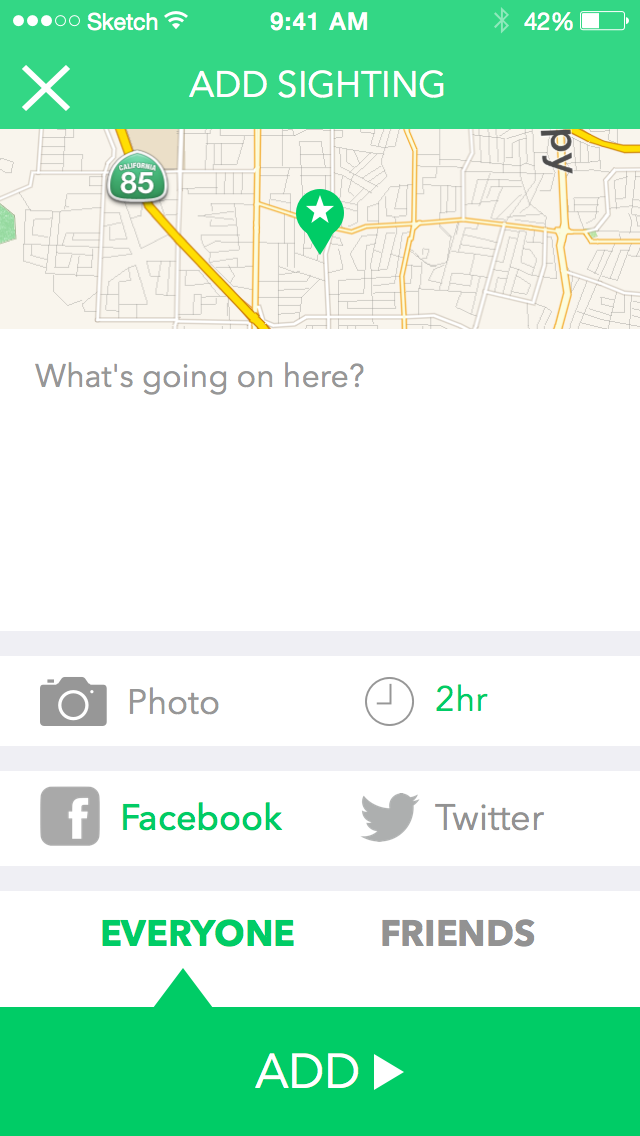 Sketch 9:41 AM 42%
ADD SIGHTING
CALIFORNIA
85
py
What's going on here?
Photo 2hr
Facebook Twitter
EVERYONE FRIENDS
ADD